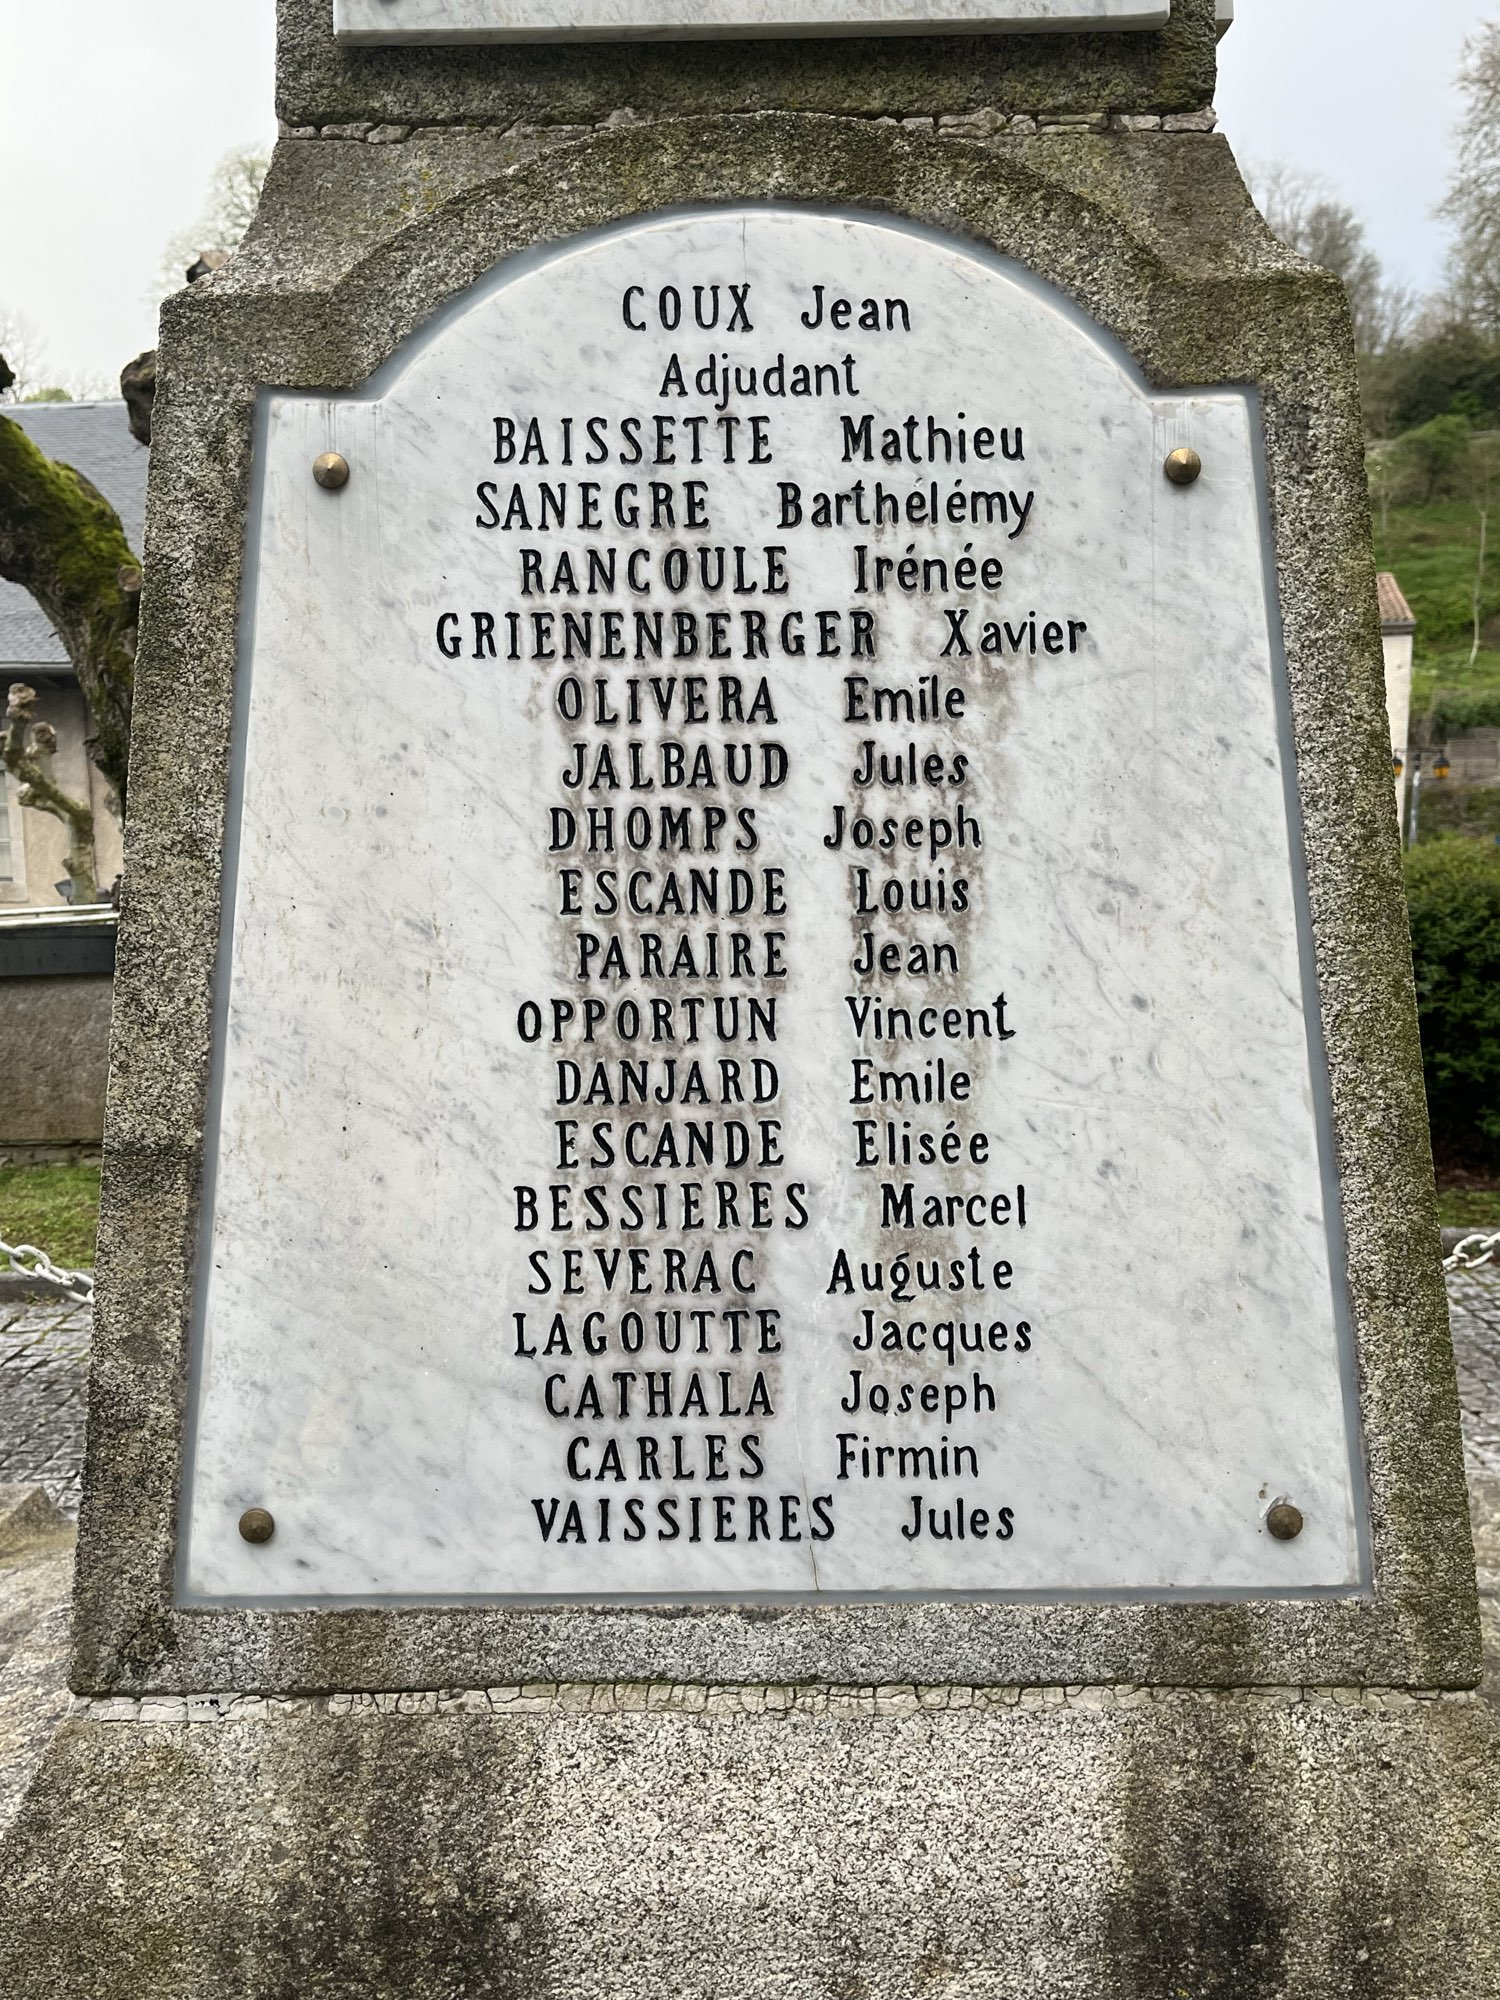 COUX Jean
Adjudant
BAISSETTE Mathieu
SANEGRE Barthélémy
RANCOULE Irénée
GRIENENBERGER Xavier
OLIVERA Emile
JALBAUD Jules
DHOMPS Joseph
ESCANDE Louis
PARAIRE Jean
OPPORTUN Vincent
DANJARD Emile
ESCANDE Elisée
BESSIERES Marcel
SEVERAC Auguste
LAGOUTTE Jacques
CATHALA Joseph
CARLES Firmin
VAISSIERES Jules